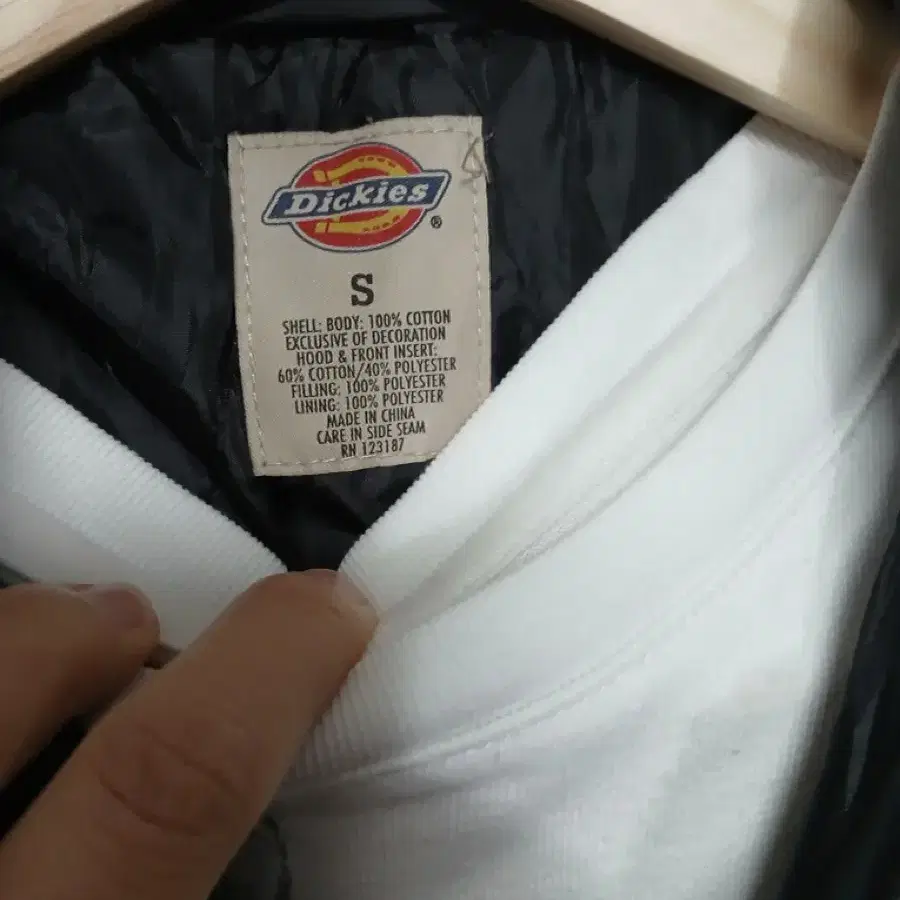 Dickies
®
S
SHELL: BODY: 100% COTTON
EXCLUSIVE OF DECORATION
HOOD & FRONT INSERT:
60% COTTON/40% POLYESTER
FILLING: 100% POLYESTER
LINING: 100% POLYESTER
MADE IN CHINA
CARE IN SIDE SEAM
RN 123187